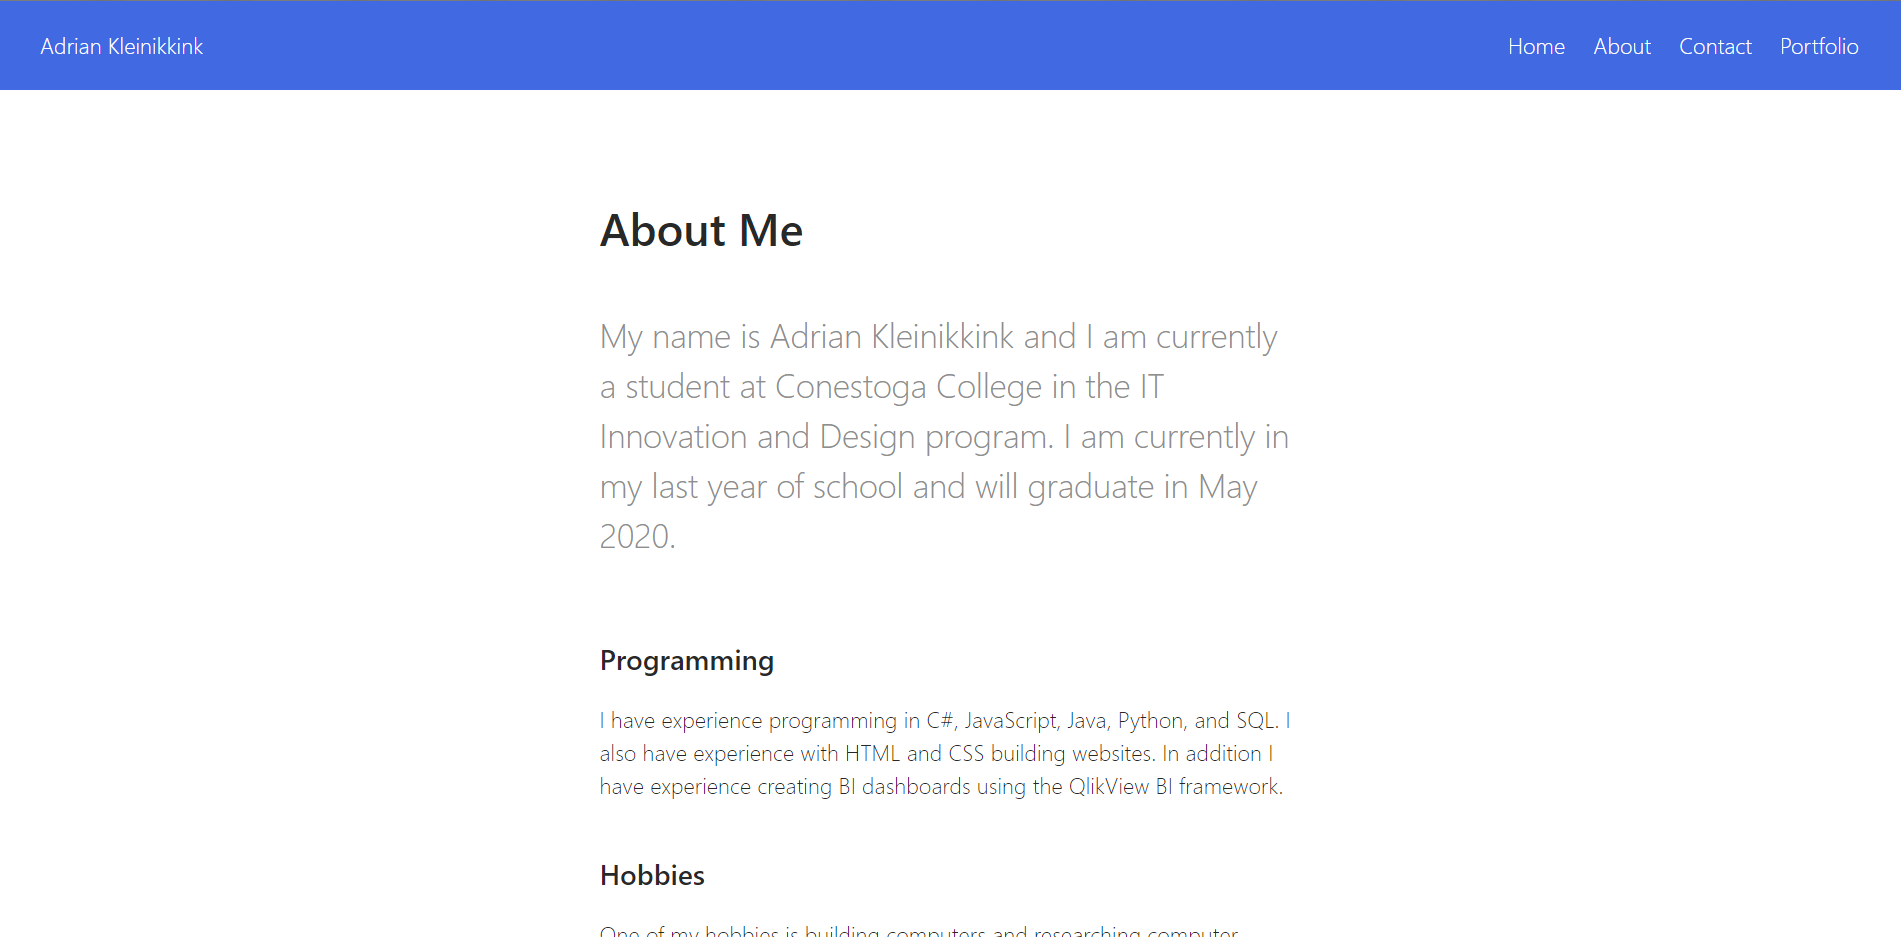 Adrian Kleinikkink
Home About Contact Portfolio
About Me
My name is Adrian Kleinikkink and I am currently
a student at Conestoga College in the IT
Innovation and Design program. I am currently in
my last year of school and will graduate in May
2020.
Programming
I have experience programming in C#, JavaScript, Java, Python, and SQL. I
also have experience with HTML and CSS building websites. In addition I
have experience creating BI dashboards using the QlikView BI framework.
Hobbies
One of my hobbies is building computers and researching computer